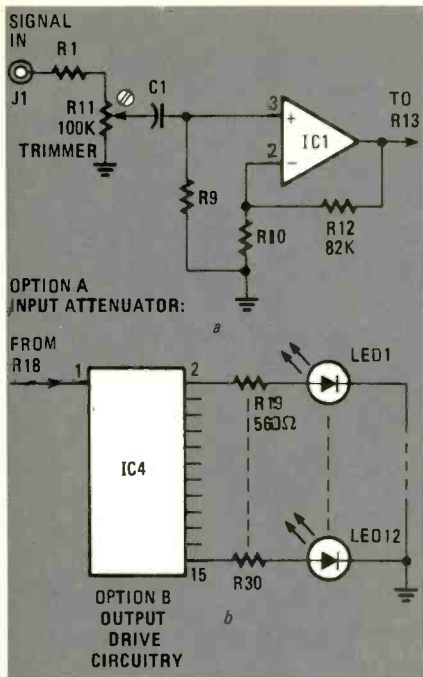 SIGNAL
IN
R1
J1
R11
100K
TRIMMER
C1
R9
3
+
2
−
IC1
TO
R13
R12
82K
R10
OPTION A
INPUT ATTENUATOR:
a
FROM
R18
1
IC4
2
15
LED1
R19
560Ω
LED12
R30
OPTION B
OUTPUT
DRIVE
CIRCUITRY
b